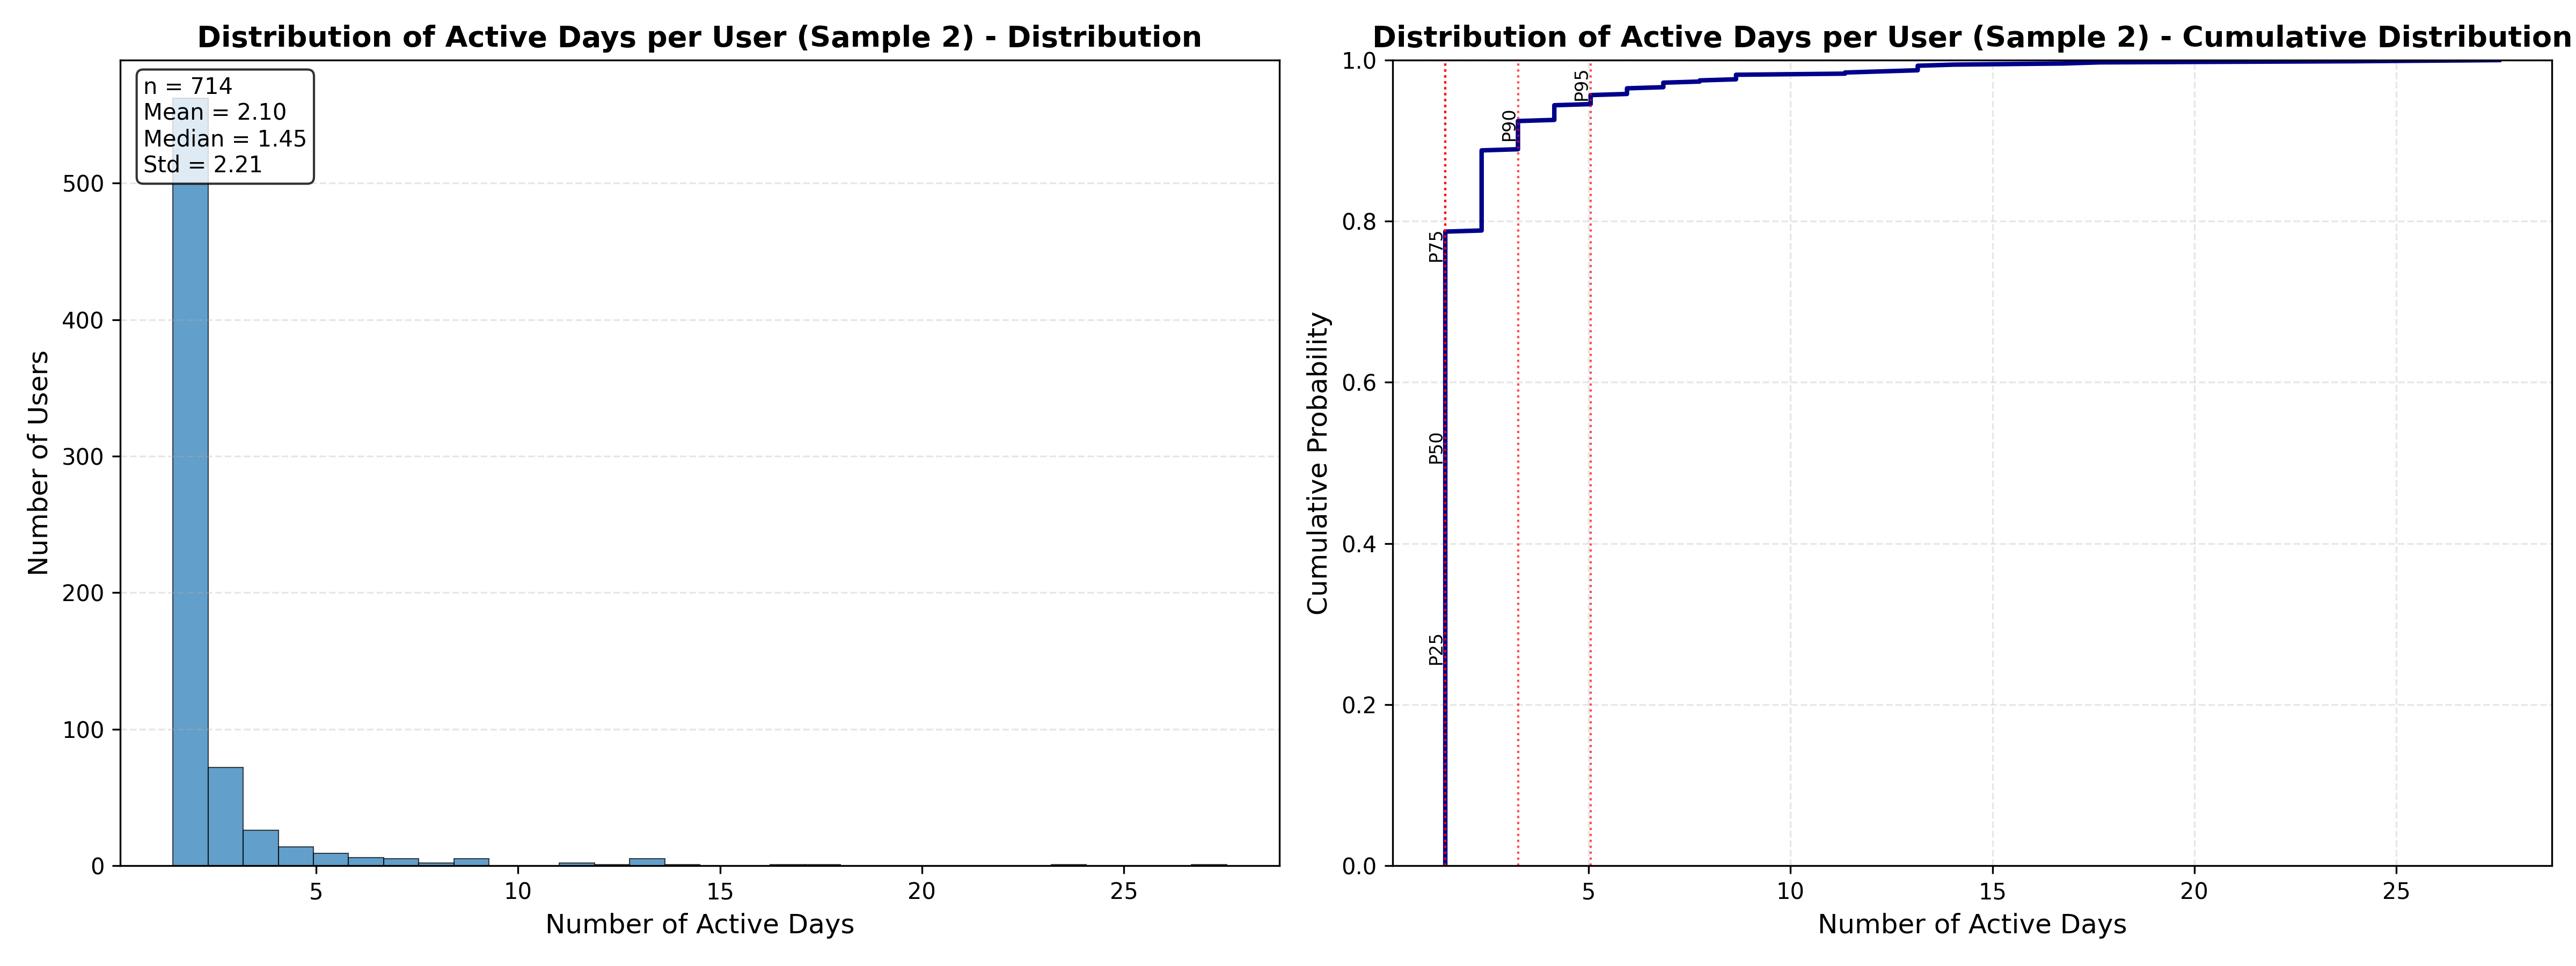 Distribution of Active Days per User (Sample 2) - Distribution
n = 714
Mean = 2.10
Median = 1.45
Std = 2.21
Number of Users
500
400
300
200
100
0
5
10
15
20
25
Number of Active Days
Distribution of Active Days per User (Sample 2) - Cumulative Distribution
Cumulative Probability
1.0
0.8
0.6
0.4
0.2
0.0
P95
P90
P75
P50
P25
5
10
15
20
25
Number of Active Days